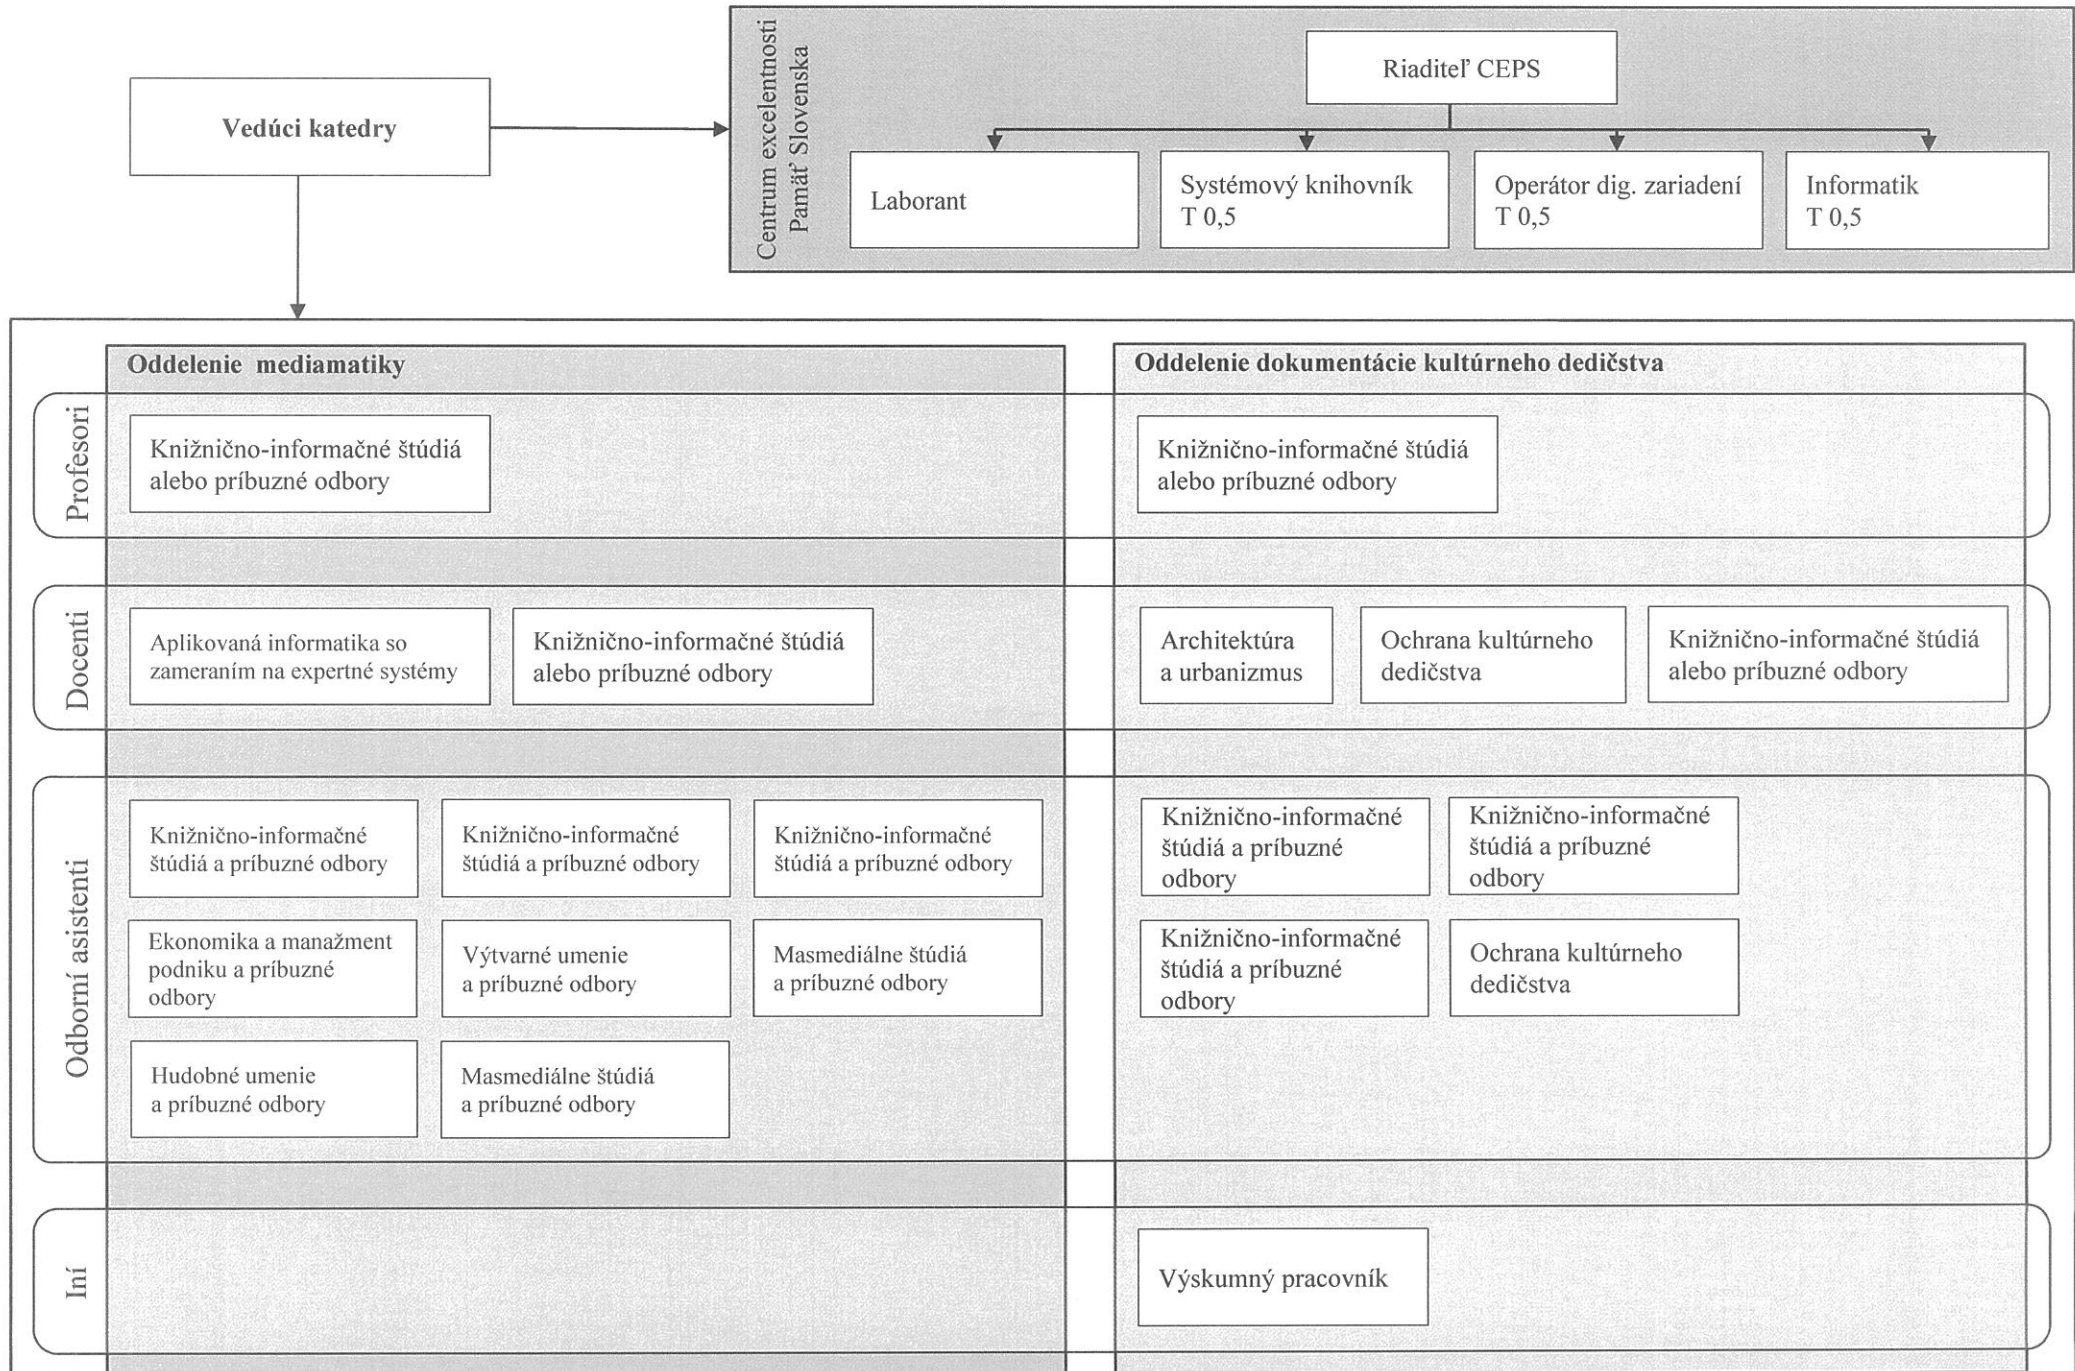 Vedúci katedry
Centrum excelentnosti
Pamäť Slovenska
Riaditeľ CEPS
Laborant
Systémový knihovník
T 0,5
Operátor dig. zariadení
T 0,5
Informatik
T 0,5
Oddelenie mediamatiky
Oddelenie dokumentácie kultúrneho dedičstva
Profesori
Knižnično-informačné štúdiá
alebo príbuzné odbory
Knižnično-informačné štúdiá
alebo príbuzné odbory
Docenti
Aplikovaná informatika so
zameraním na expertné systémy
Knižnično-informačné štúdiá
alebo príbuzné odbory
Architektúra
a urbanizmus
Ochrana kultúrneho
dedičstva
Knižnično-informačné štúdiá
alebo príbuzné odbory
Odborní asistenti
Knižnično-informačné
štúdiá a príbuzné odbory
Knižnično-informačné
štúdiá a príbuzné odbory
Knižnično-informačné
štúdiá a príbuzné odbory
Knižnično-informačné
štúdiá a príbuzné
odbory
Knižnično-informačné
štúdiá a príbuzné
odbory
Ekonomika a manažment
podniku a príbuzné
odbory
Výtvarné umenie
a príbuzné odbory
Masmediálne štúdiá
a príbuzné odbory
Knižnično-informačné
štúdiá a príbuzné
odbory
Ochrana kultúrneho
dedičstva
Hudobné umenie
a príbuzné odbory
Masmediálne štúdiá
a príbuzné odbory
Iní
Výskumný pracovník